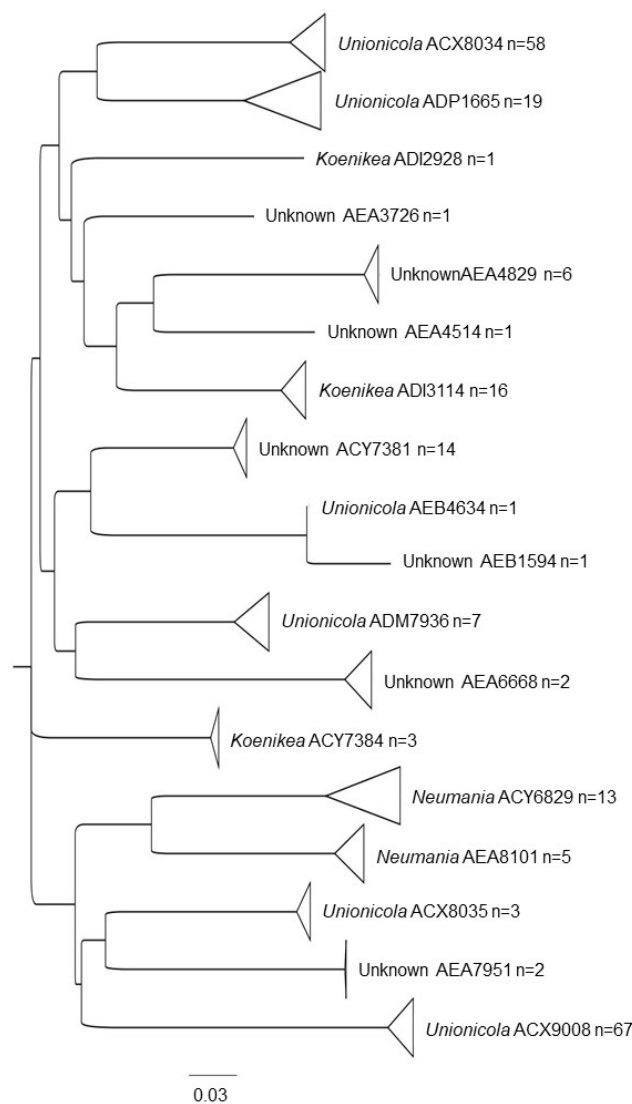 Unionicola ACX8034 n=58
Unionicola ADP1665 n=19
Koenikea ADI2928 n=1
Unknown AEA3726 n=1
UnknownAEA4829 n=6
Unknown AEA4514 n=1
Koenikea ADI3114 n=16
Unknown ACY7381 n=14
Unionicola AEB4634 n=1
Unknown AEB1594 n=1
Unionicola ADM7936 n=7
Unknown AEA6668 n=2
Koenikea ACY7384 n=3
Neumania ACY6829 n=13
Neumania AEA8101 n=5
Unionicola ACX8035 n=3
Unknown AEA7951 n=2
Unionicola ACX9008 n=67
0.03